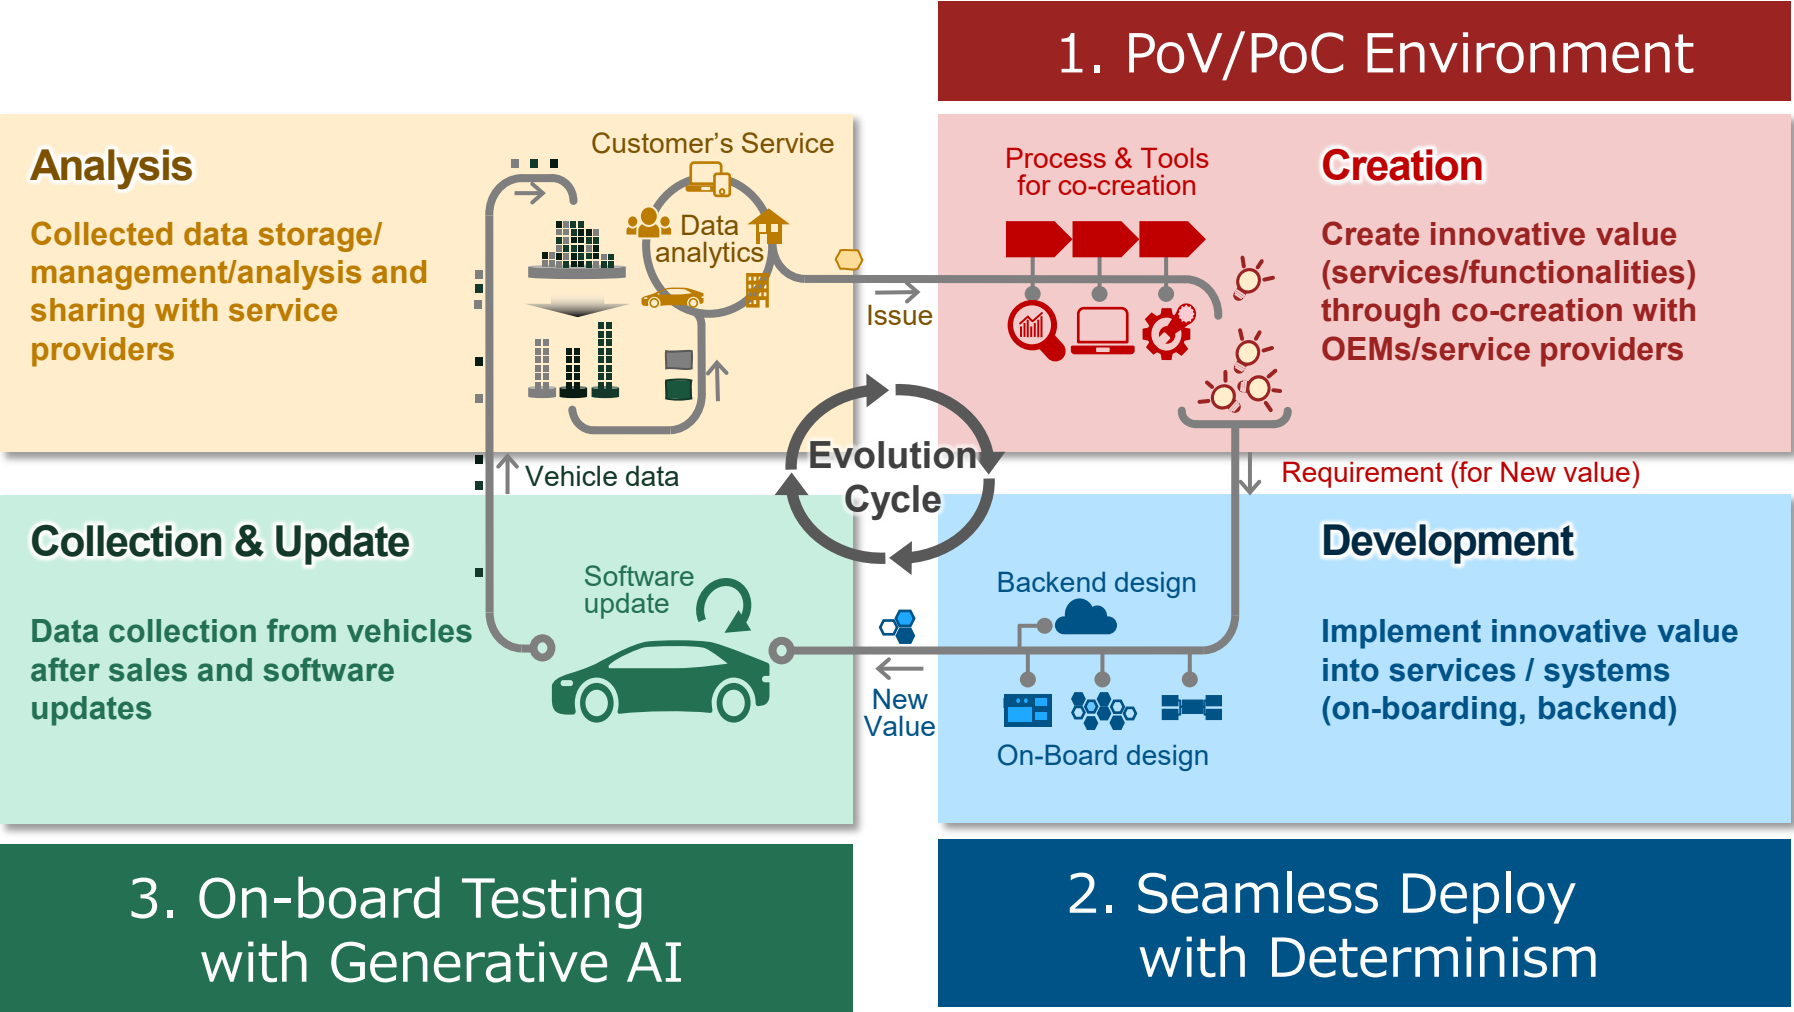 1. PoV/PoC Environment
Analysis
Collected data storage/
management/analysis and
sharing with service
providers
Customer’s Service
Data
analytics
Issue
Process & Tools
for co-creation
Creation
Create innovative value
(services/functionalities)
through co-creation with
OEMs/service providers
Evolution
Cycle
Vehicle data
Requirement (for New value)
Collection & Update
Data collection from vehicles
after sales and software
updates
Software
update
New
Value
Backend design
On-Board design
Development
Implement innovative value
into services / systems
(on-boarding, backend)
3. On-board Testing
with Generative AI
2. Seamless Deploy
with Determinism